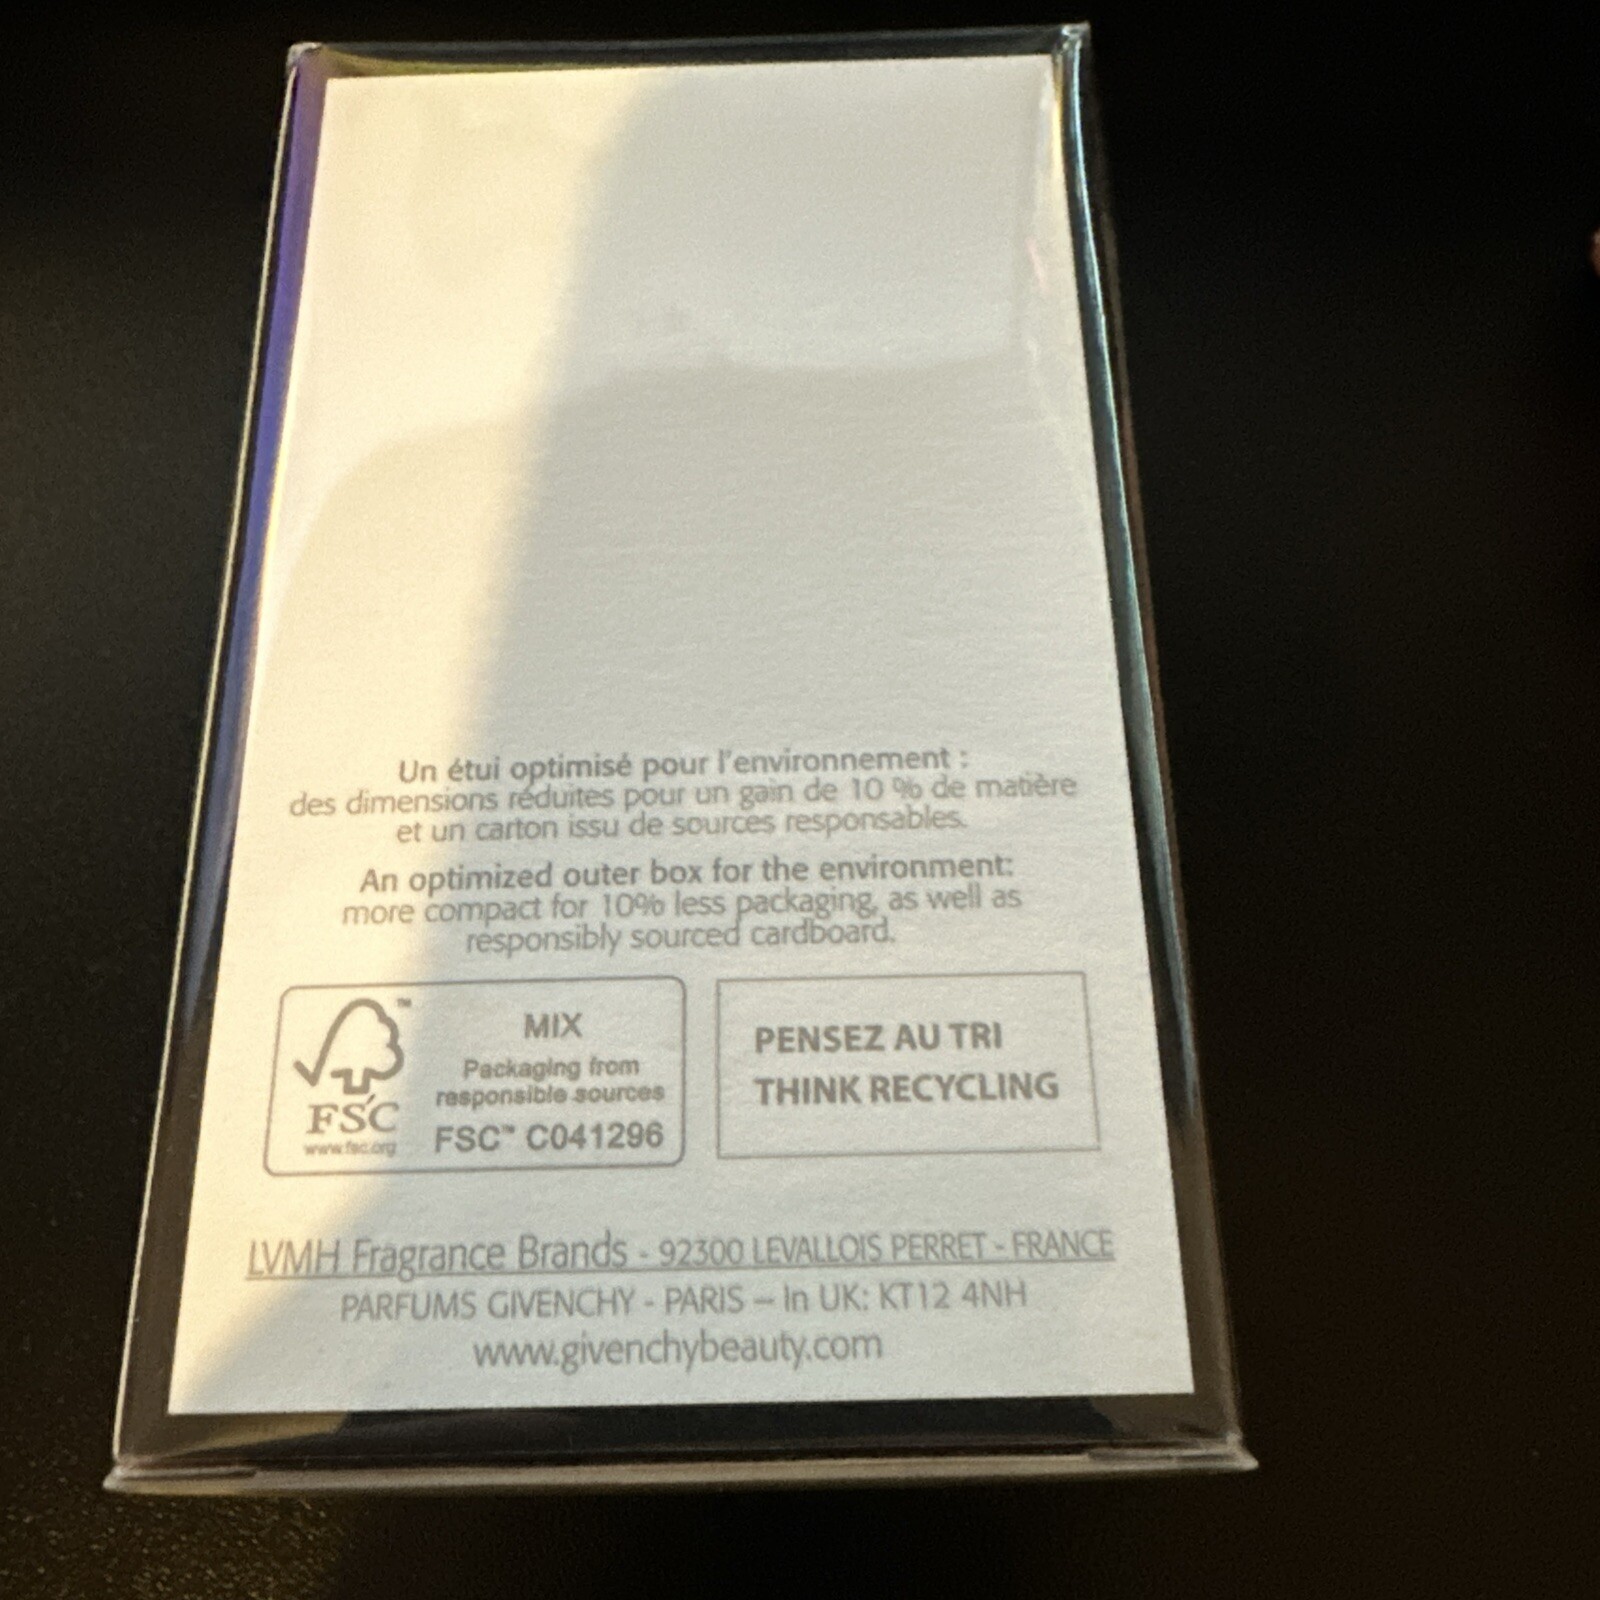 Un étui optimisé pour l'environnement :
des dimensions réduites pour un gain de 10 % de matière
et un carton issu de sources responsables.
An optimized outer box for the environment:
more compact for 10% less packaging, as well as
responsibly sourced cardboard.
™
FSC
www.fsc.org
MIX
Packaging from
responsible sources
FSC™ C041296
PENSEZ AU TRI
THINK RECYCLING
LVMH Fragrance Brands - 92300 LEVALLOIS PERRET - FRANCE
PARFUMS GIVENCHY - PARIS – In UK: KT12 4NH
www.givenchybeauty.com